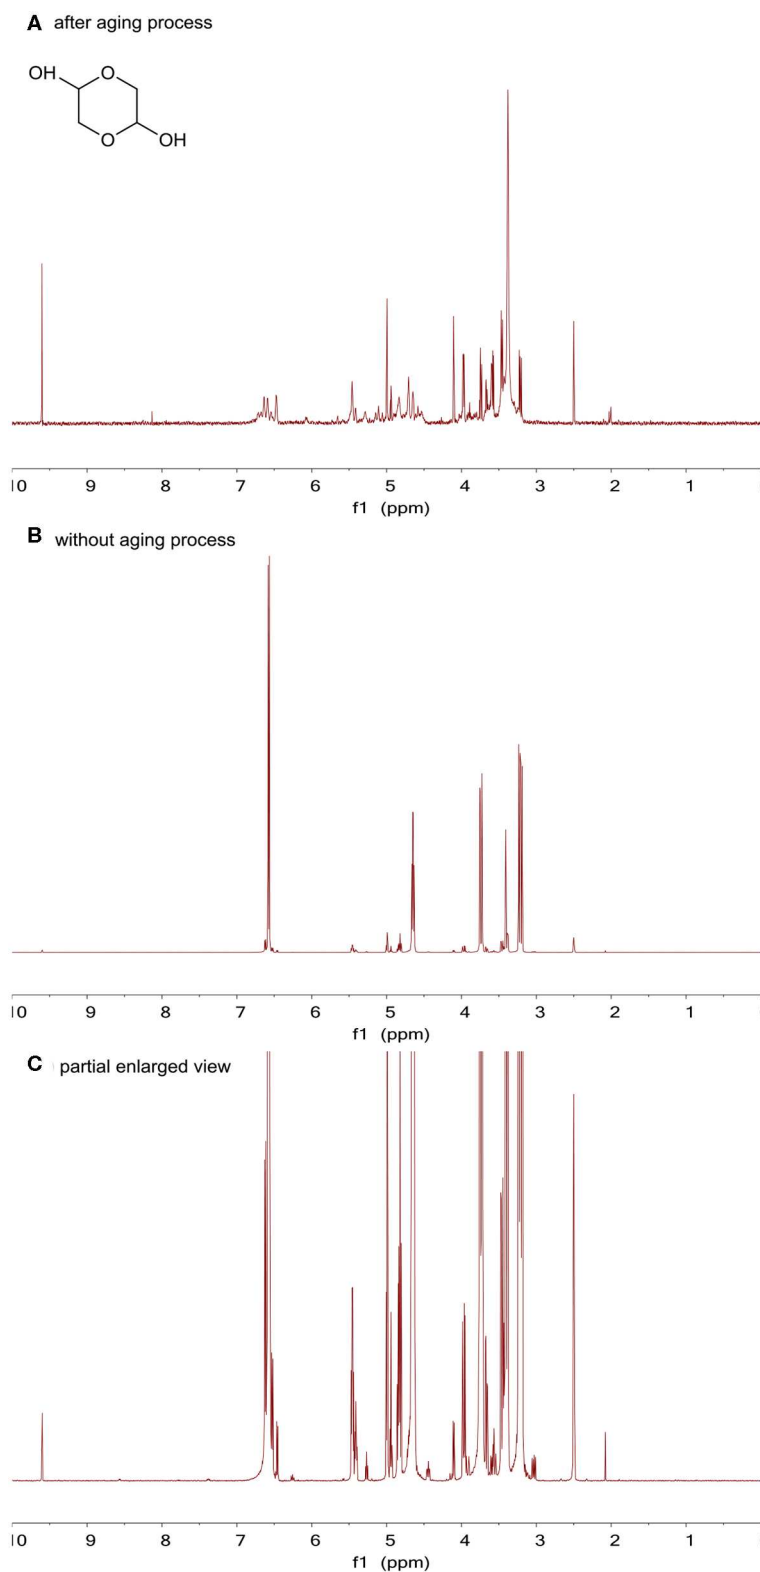 A after aging process
OH
O
O
OH
10 9 8 7 6 5 4 3 2 1
f1 (ppm)
B without aging process
10 9 8 7 6 5 4 3 2 1
f1 (ppm)
C partial enlarged view
10 9 8 7 6 5 4 3 2 1
f1 (ppm)